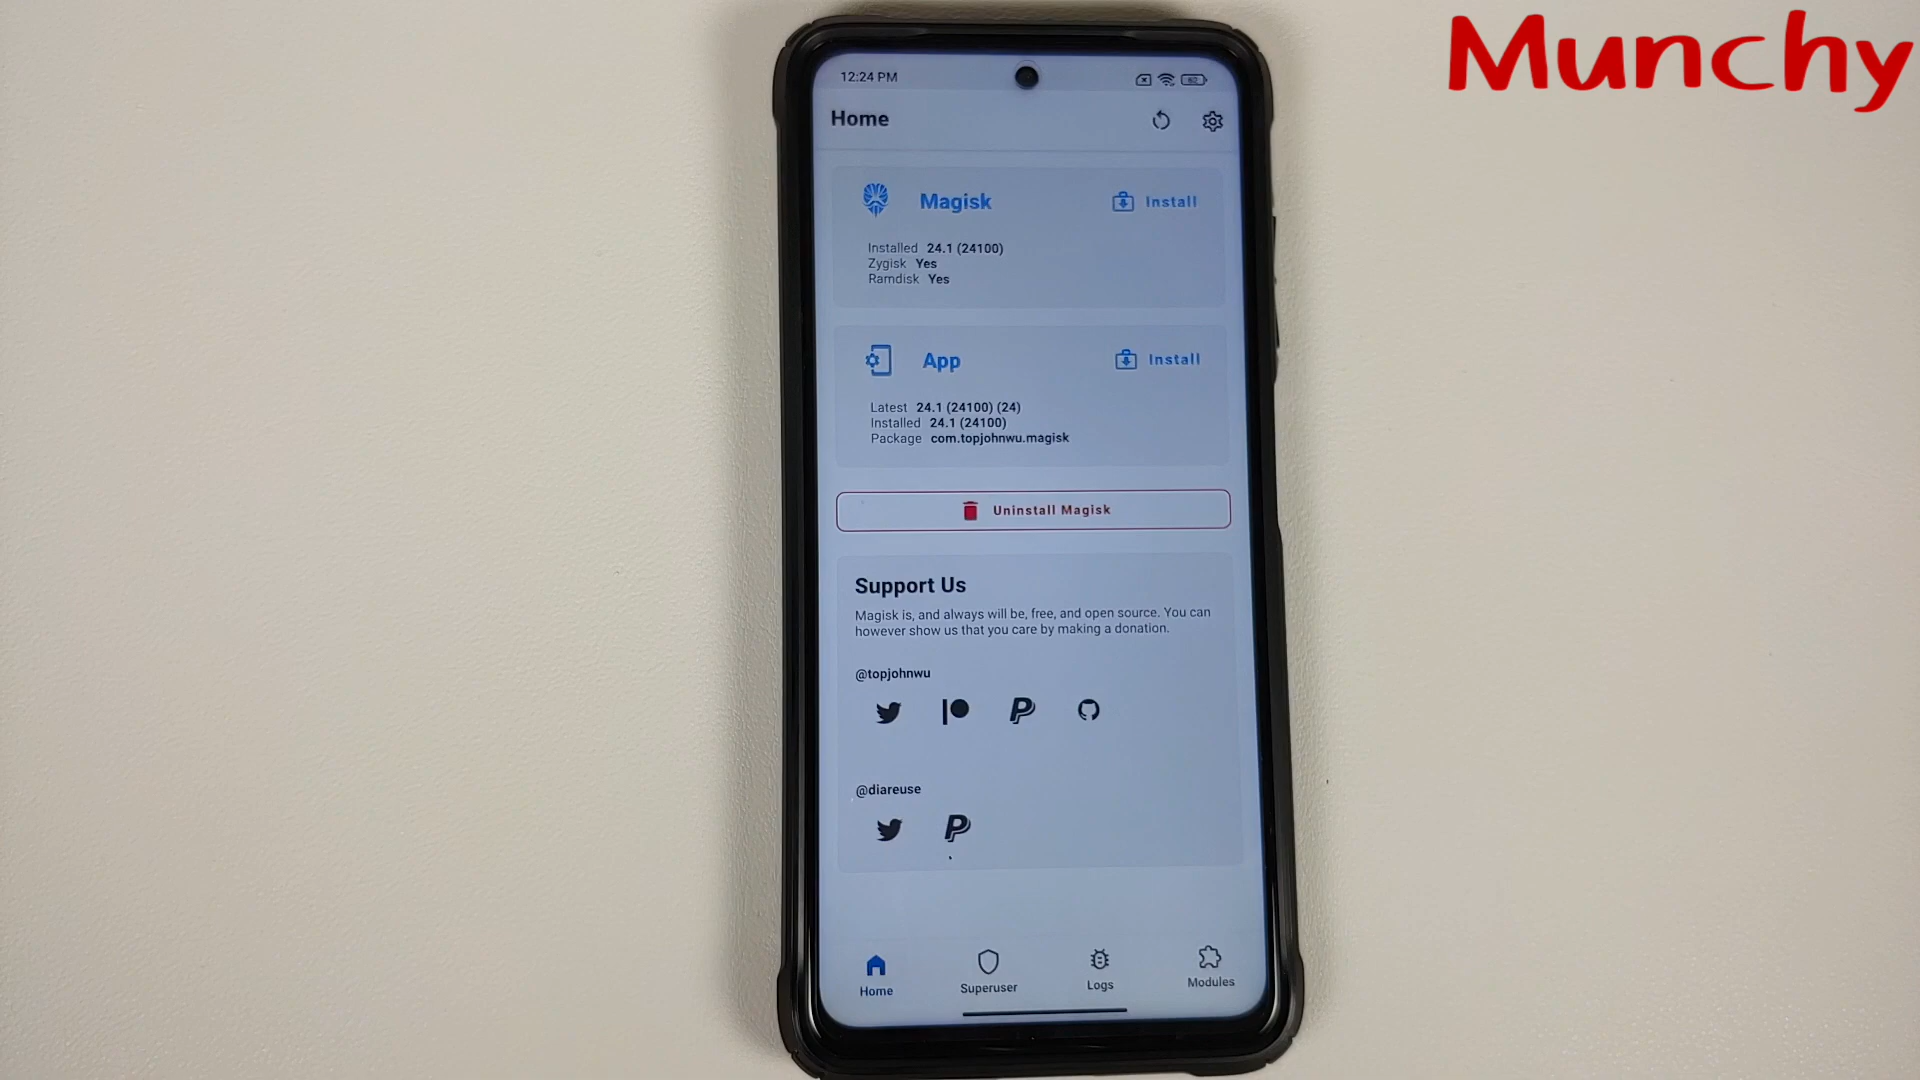 Munchy
12:24 PM
Home
Magisk
Install
Installed 24.1 (24100)
Zygisk Yes
Ramdisk Yes
App
Install
Latest 24.1 (24100) (24)
Installed 24.1 (24100)
Package com.topjohnwu.magisk
Uninstall Magisk
Support Us
Magisk is, and always will be, free, and open source. You can
however show us that you care by making a donation.
@topjohnwu
@diareuse
Home
Superuser
Logs
Modules